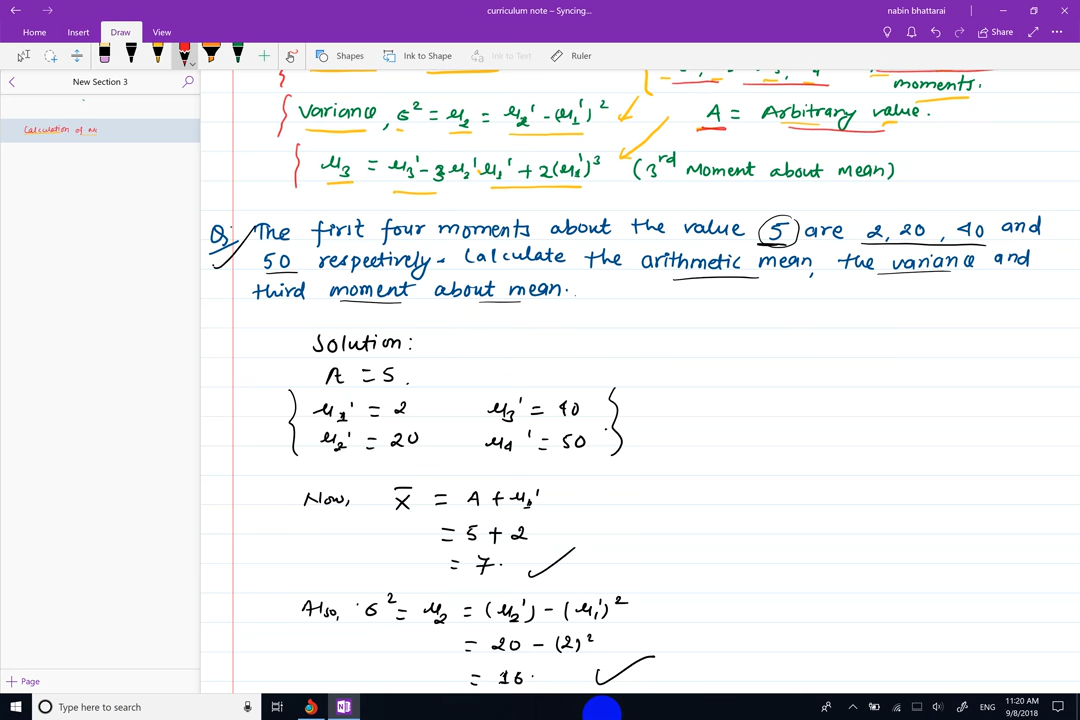 curriculum note – Syncing...
nabin bhattarai
Home Insert Draw View
Share
Shapes Ink to Shape Ink to Text Ruler
New Section 3
moments.
Variance, σ² = μ₂ = μ₂' - (μ₁')²
A = Arbitrary value.
μ₃ = μ₃' - 3μ₂'.μ₁' + 2(μ₁')³ (3rd Moment about mean)
Q: The first four moments about the value 5 are 2, 20, 40 and
50 respectively. Calculate the arithmetic mean, the variance and
third moment about mean.
Solution:
A = 5.
μ₁' = 2 μ₃' = 40
μ₂' = 20 μ₄' = 50
Now, X̄ = A + μ₁'
= 5 + 2
= 7.
Also, σ² = μ₂ = (μ₂') - (μ₁')²
= 20 - (2)²
= 16.
Page
Type here to search
ENG
11:20 AM
9/8/2018